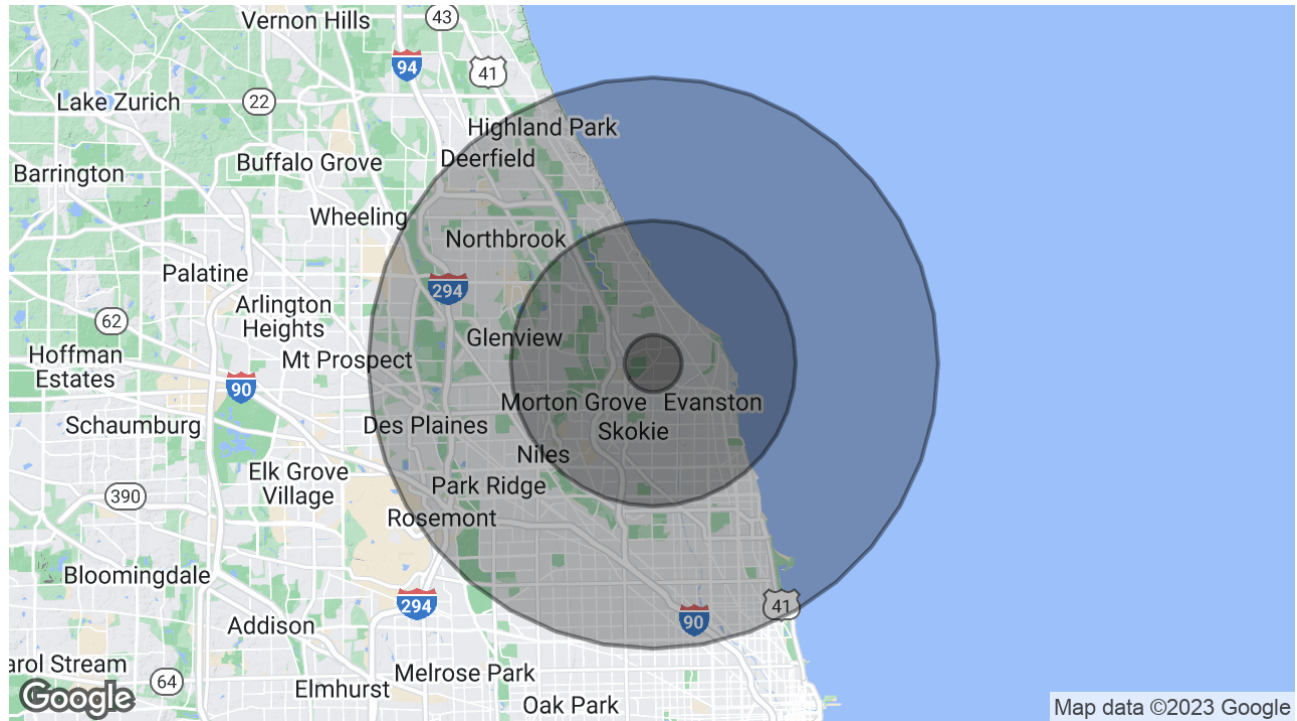 Vernon Hills
43
94
41
Lake Zurich
22
Highland Park
Deerfield
Buffalo Grove
Barrington
Wheeling
Northbrook
Palatine
294
Arlington
Heights
62
Glenview
Hoffman
Estates
Mt Prospect
90
Morton Grove
Evanston
Schaumburg
Des Plaines
Skokie
Niles
Elk Grove
Village
390
Park Ridge
Rosemont
Bloomingdale
294
41
90
Addison
arol Stream
64
Melrose Park
Elmhurst
Oak Park
Google
Map data ©2023 Google